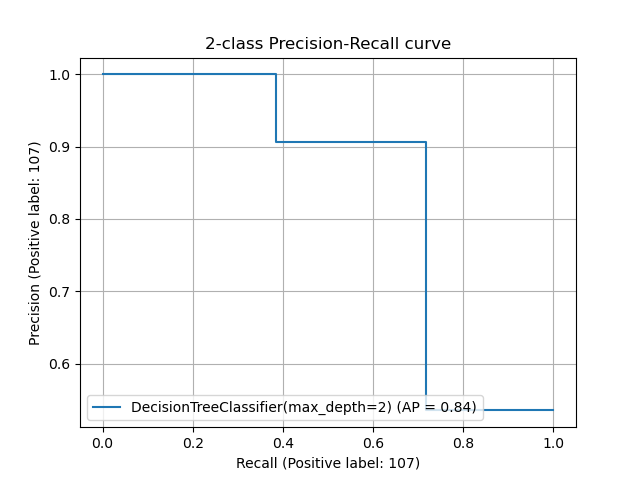 2-class Precision-Recall curve
Precision (Positive label: 107)
1.0
0.9
0.8
0.7
0.6
DecisionTreeClassifier(max_depth=2) (AP = 0.84)
0.0 0.2 0.4 0.6 0.8 1.0
Recall (Positive label: 107)